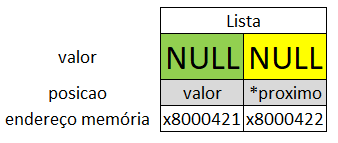 Lista
valor NULL NULL
posicao valor *proximo
endereço memória x8000421 x8000422